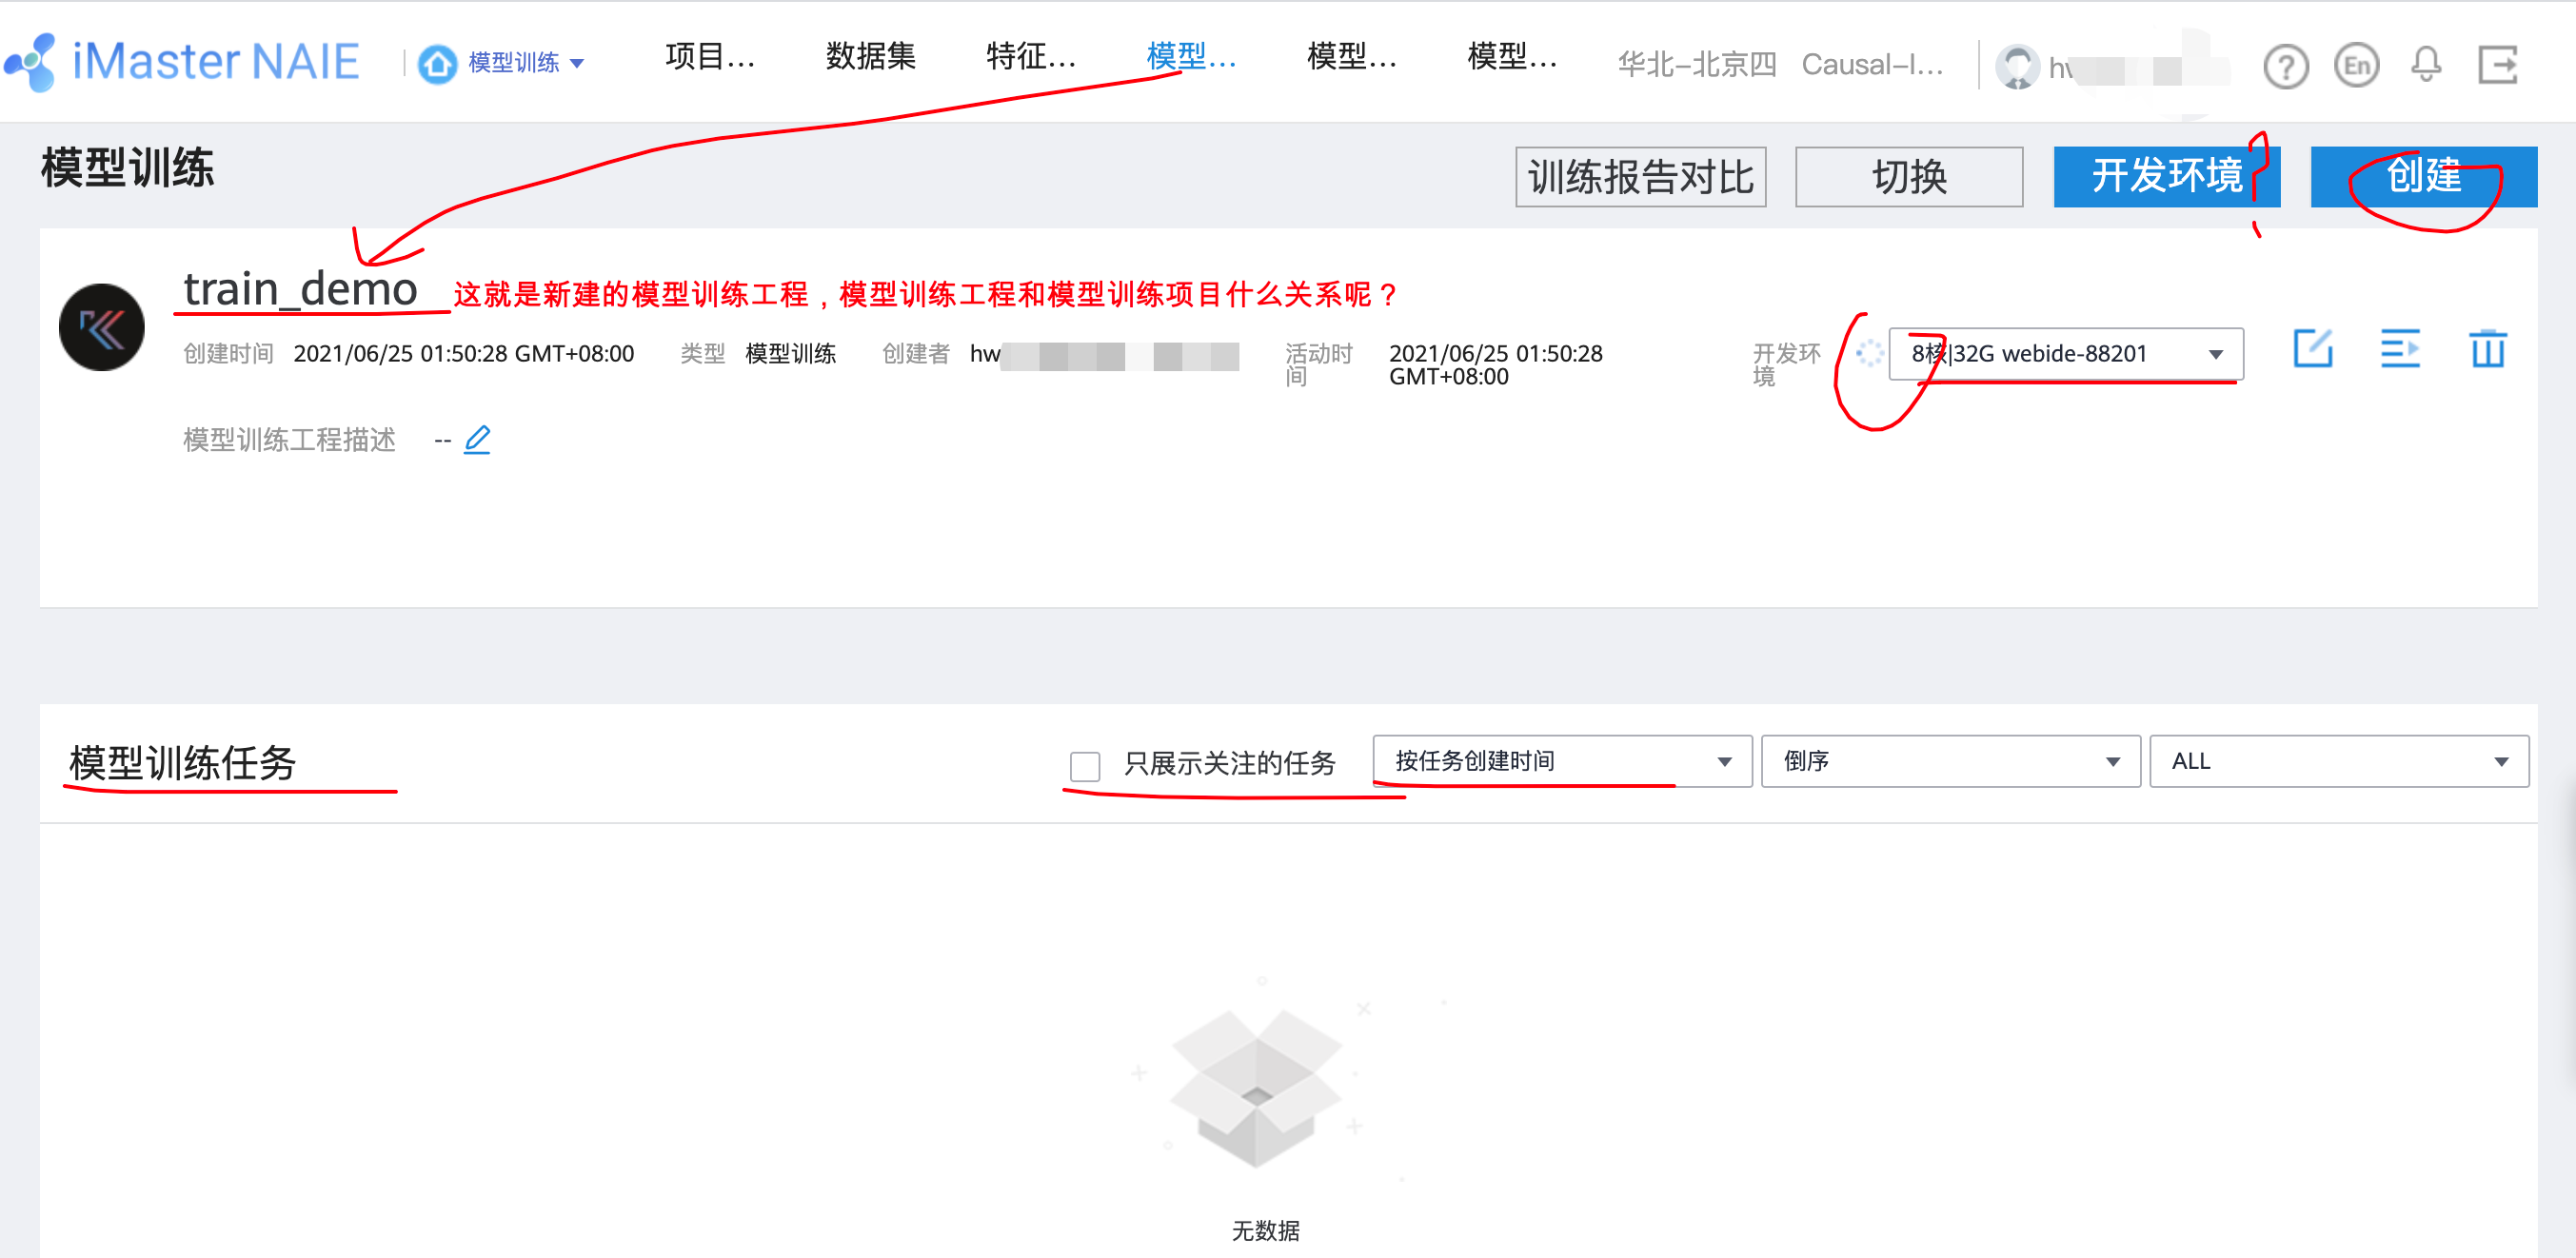 iMaster NAIE 模型训练 项目... 数据集 特征... 模型... 模型... 模型... 华北-北京四 Causal-I... En
模型训练 训练报告对比 切换 开发环境 创建
train_demo 这就是新建的模型训练工程，模型训练工程和模型训练项目什么关系呢？
创建时间 2021/06/25 01:50:28 GMT+08:00 类型 模型训练 创建者 hw 活动时间 2021/06/25 01:50:28 GMT+08:00 开发环境 8核|32G webide-88201
模型训练工程描述 --
模型训练任务 只展示关注的任务 按任务创建时间 倒序 ALL
无数据